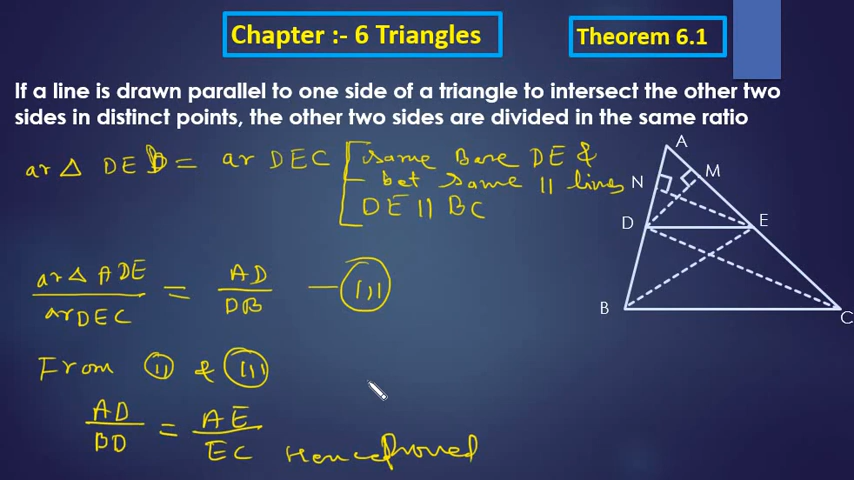 Chapter :- 6 Triangles
Theorem 6.1
If a line is drawn parallel to one side of a triangle to intersect the other two
sides in distinct points, the other two sides are divided in the same ratio
ar △ DE = ar DEC [same Base DE &
bet same || lines
DE || BC
A
M
N
D
E
B
C
ar △ ADE / ar DEC = AD / DB —
From (ii) &
AD / BD = AE / EC Hence Proved